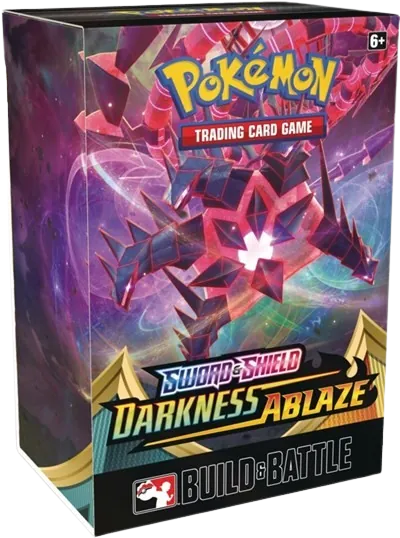 6+
POKéMON
TRADING CARD GAME
SWORD & SHIELD
DARKNESS ABLAZE
BUILD & BATTLE